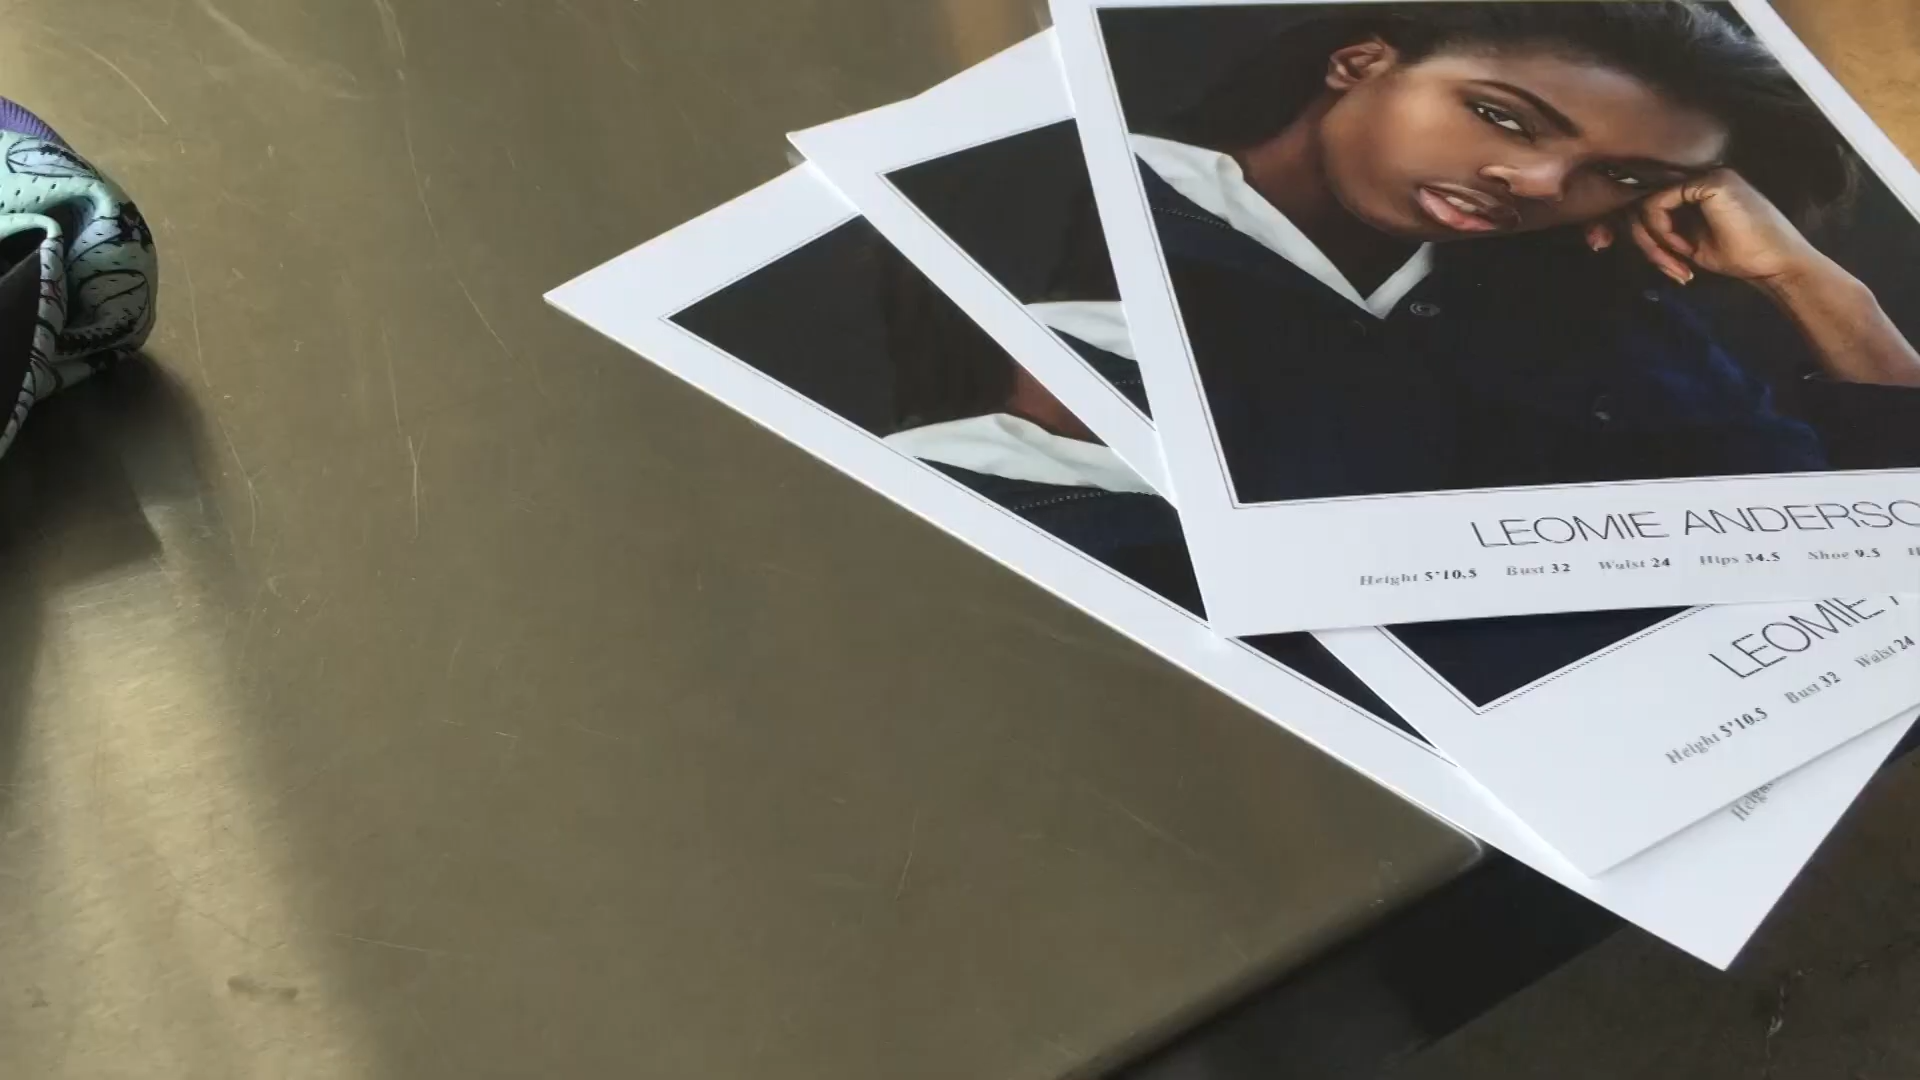 LEOMIE ANDERSO
Height 5'10.5 Bust 32 Waist 24 Hips 34.5 Shoe 9.5 H
LEOMIE
Height 5'10.5 Bust 32 Waist 24
Height